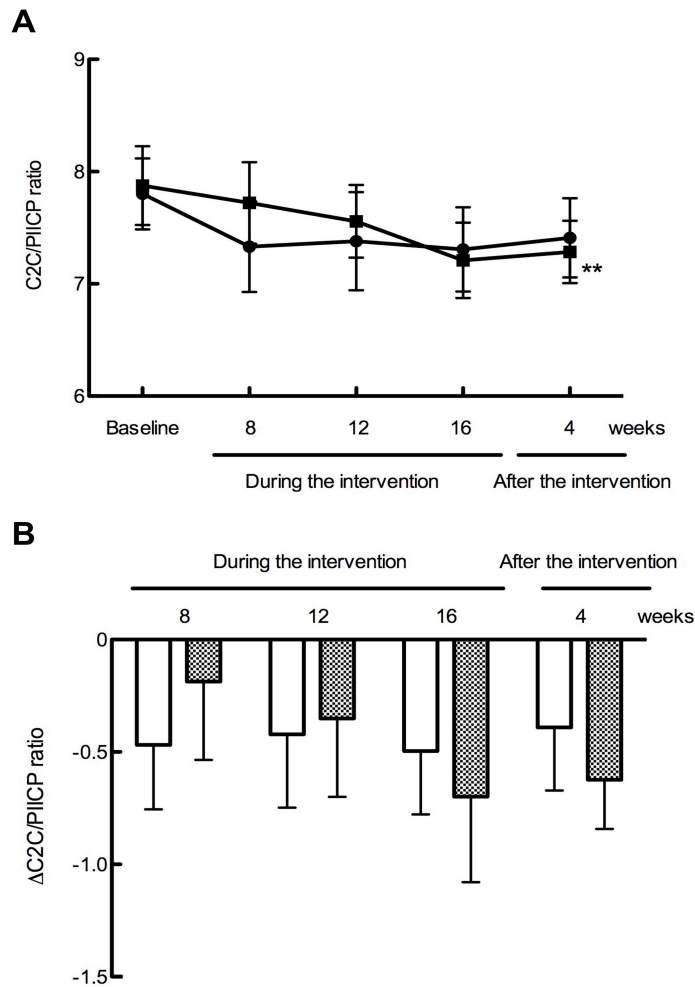 A
9
8
7
6
C2C/PIICP ratio
**
Baseline 8 12 16 4 weeks
During the intervention After the intervention
B
During the intervention After the intervention
8 12 16 4 weeks
0
-0.5
-1.0
-1.5
ΔC2C/PIICP ratio